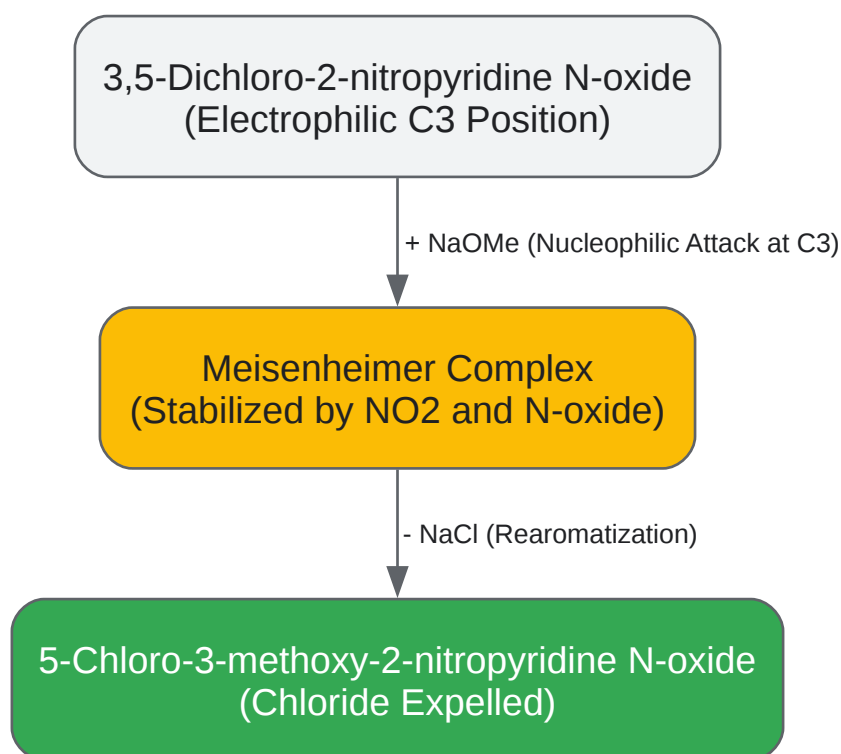 3,5-Dichloro-2-nitropyridine N-oxide
(Electrophilic C3 Position)
+ NaOMe (Nucleophilic Attack at C3)
Meisenheimer Complex
(Stabilized by NO2 and N-oxide)
- NaCl (Rearomatization)
5-Chloro-3-methoxy-2-nitropyridine N-oxide
(Chloride Expelled)